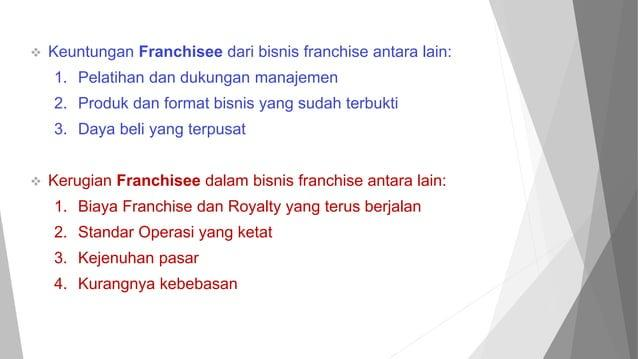 ❖ Keuntungan Franchisee dari bisnis franchise antara lain:
1. Pelatihan dan dukungan manajemen
2. Produk dan format bisnis yang sudah terbukti
3. Daya beli yang terpusat
❖ Kerugian Franchisee dalam bisnis franchise antara lain:
1. Biaya Franchise dan Royalty yang terus berjalan
2. Standar Operasi yang ketat
3. Kejenuhan pasar
4. Kurangnya kebebasan